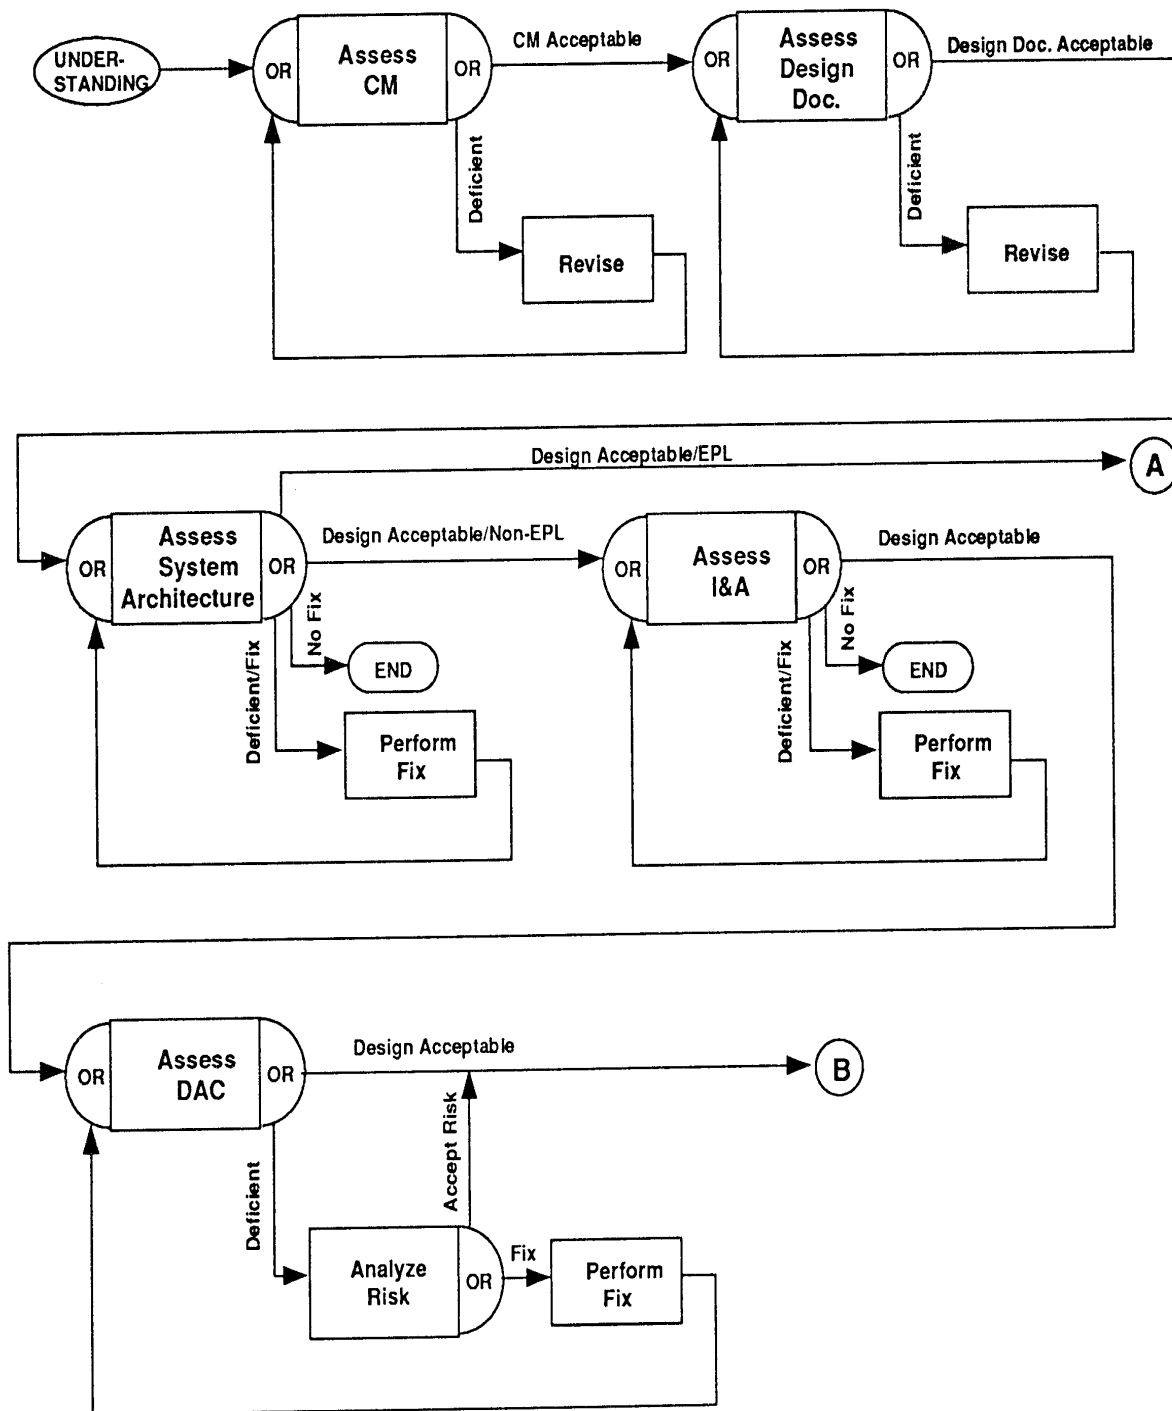 UNDER-
STANDING
OR
Assess
CM
OR
CM Acceptable
Deficient
Revise
OR
Assess
Design
Doc.
OR
Design Doc. Acceptable
Deficient
Revise
Design Acceptable/EPL
A
OR
Assess
System
Architecture
OR
Design Acceptable/Non-EPL
No Fix
END
Deficient/Fix
Perform
Fix
OR
Assess
I&A
OR
Design Acceptable
No Fix
END
Deficient/Fix
Perform
Fix
OR
Assess
DAC
OR
Design Acceptable
B
Accept Risk
Deficient
Analyze
Risk
OR
Fix
Perform
Fix